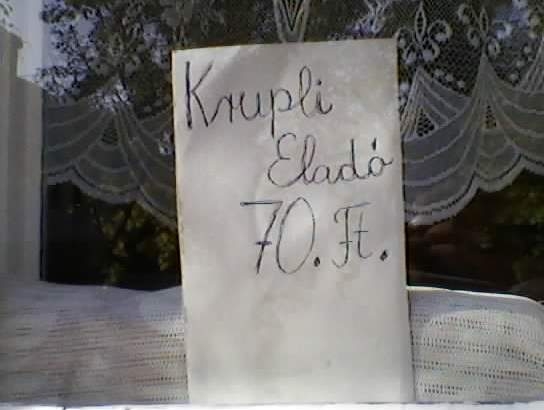 Krupli
Eladó
70. Ft.